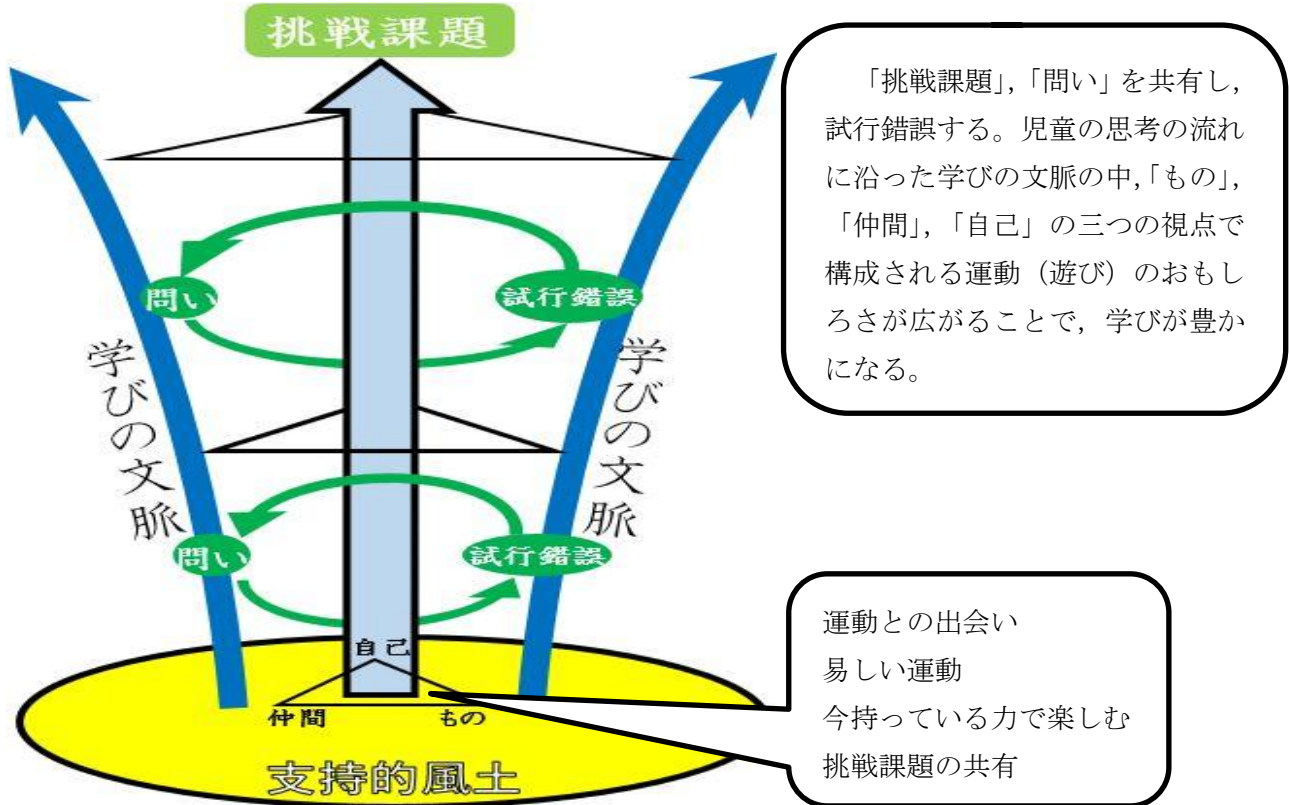 挑戦課題
「挑戦課題」,「問い」を共有し,
試行錯誤する。児童の思考の流れ
に沿った学びの文脈の中,「もの」,
「仲間」,「自己」の三つの視点で
構成される運動（遊び）のおもし
ろさが広がることで，学びが豊か
になる。
問い
試行錯誤
学びの文脈
学びの文脈
問い
試行錯誤
自己
仲間
もの
支持的風土
運動との出会い
易しい運動
今持っている力で楽しむ
挑戦課題の共有